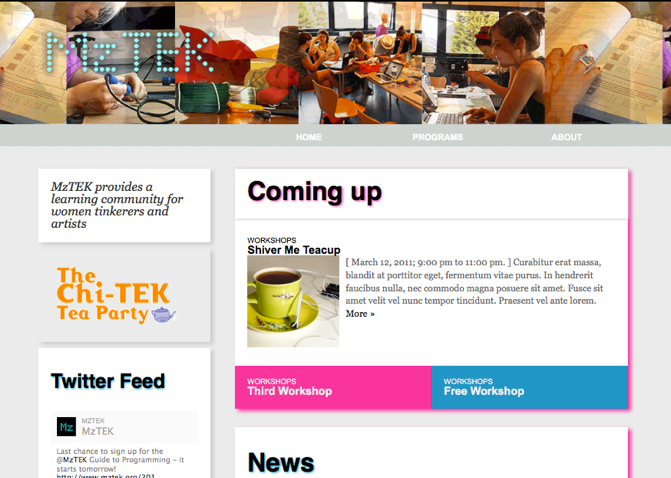 MzTEK
HOME PROGRAMS ABOUT
MzTEK provides a
learning community for
women tinkerers and
artists
The
Chi-TEK
Tea Party
Twitter Feed
Mz
MZTEK
MzTEK
Last chance to sign up for the
@MzTEK Guide to Programming – it
starts tomorrow!
http://www.mztek.org/201
Coming up
WORKSHOPS
Shiver Me Teacup
[ March 12, 2011; 9:00 pm to 11:00 pm. ] Curabitur erat massa,
blandit at porttitor eget, fermentum vitae purus. In hendrerit
faucibus nulla, nec commodo magna posuere sit amet. Fusce sit
amet velit vel nunc tempor tincidunt. Praesent vel ante lorem.
More »
WORKSHOPS
Third Workshop
WORKSHOPS
Free Workshop
News